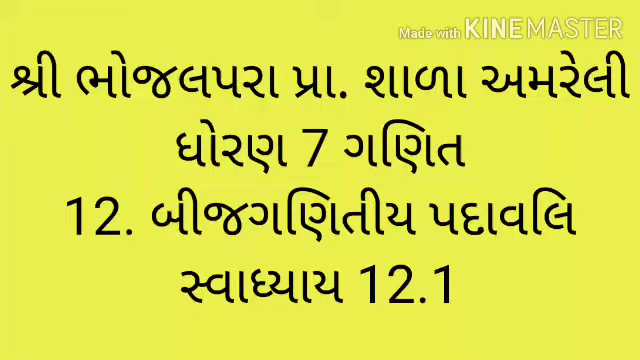 Made with KINEMASTER
શ્રી ભોજલપરા પ્રા. શાળા અમરેલી
ધોરણ 7 ગણિત
12. બીજગણિતીય પદાવલિ
સ્વાધ્યાય 12.1